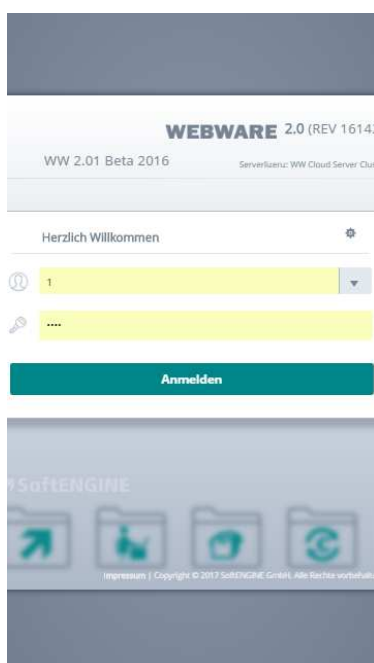 WEBWARE 2.0 (REV 1614
WW 2.01 Beta 2016
Serverlizenz: WW Cloud Server Clu
Herzlich Willkommen
1
....
Anmelden
SoftENGINE
Impressum | Copyright © 2017 SoftENGINE GmbH, Alle Rechte vorbehal